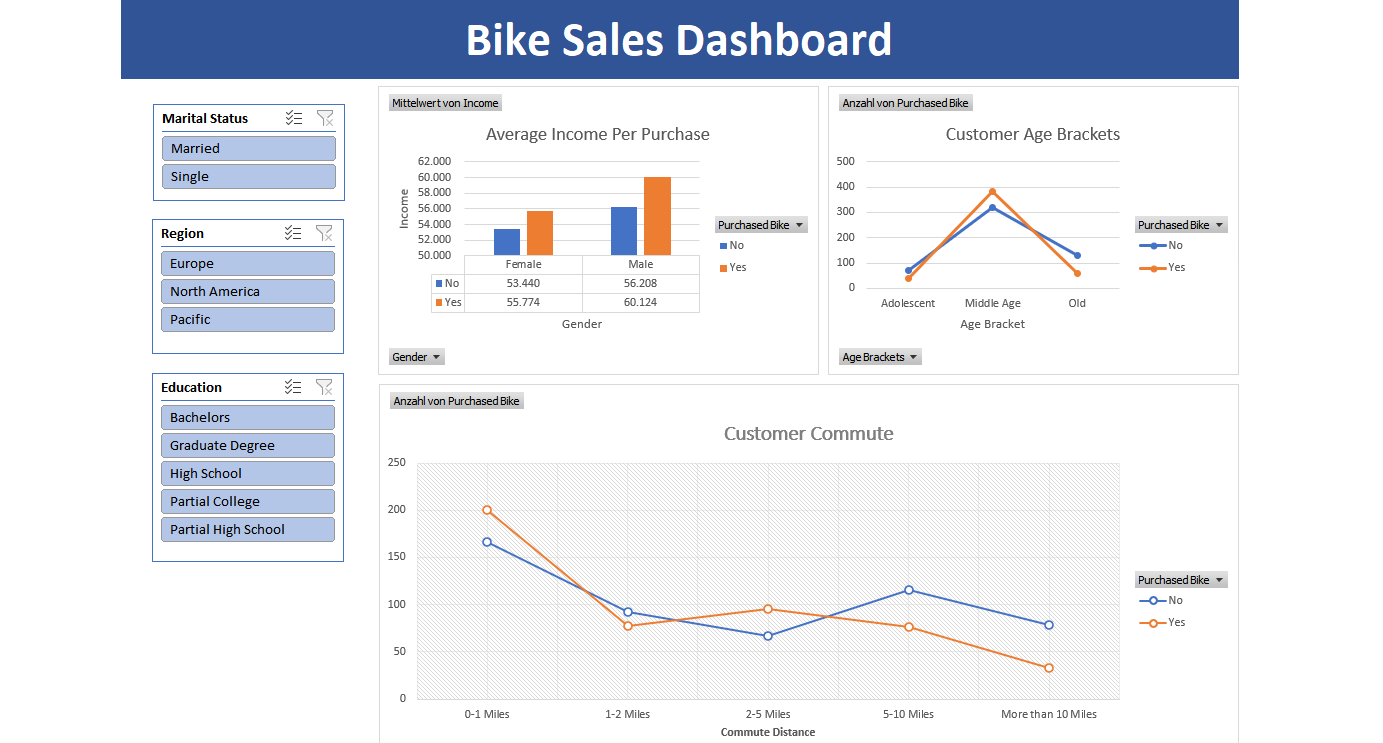 Bike Sales Dashboard
Marital Status
Married
Single
Region
Europe
North America
Pacific
Education
Bachelors
Graduate Degree
High School
Partial College
Partial High School
Mittelwert von Income
Average Income Per Purchase
62.000
60.000
58.000
56.000
54.000
52.000
50.000
Income
Female Male
No 53.440 56.208
Yes 55.774 60.124
Gender
Purchased Bike
No
Yes
Gender
Anzahl von Purchased Bike
Customer Age Brackets
500
400
300
200
100
0
Adolescent Middle Age Old
Age Bracket
Purchased Bike
No
Yes
Age Brackets
Anzahl von Purchased Bike
Customer Commute
250
200
150
100
50
0
0-1 Miles 1-2 Miles 2-5 Miles 5-10 Miles More than 10 Miles
Commute Distance
Purchased Bike
No
Yes